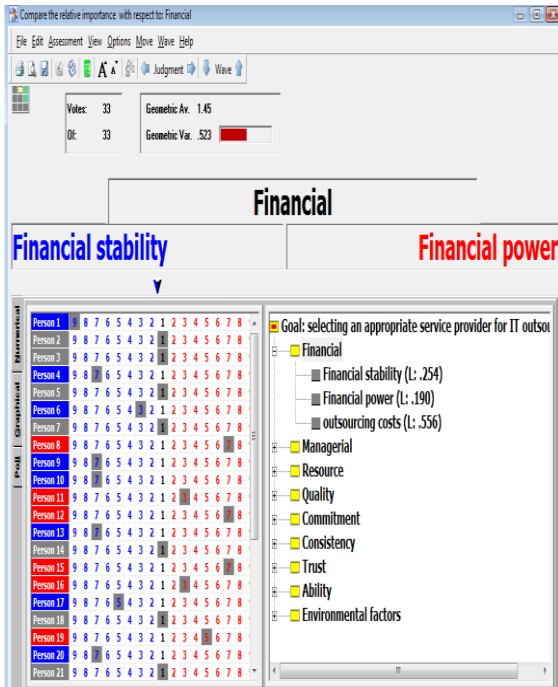 Compare the relative importance with respect to: Financial
File Edit Assessment View Options Move Wave Help
Judgment Wave
Votes: 33 Geometric Av. 1.45
Of: 33 Geometric Var. .523
Financial
Financial stability Financial power
Numerical
Graphical
Poll
Person 1 9 8 7 6 5 4 3 2 1 2 3 4 5 6 7 8
Person 2 9 8 7 6 5 4 3 2 1 2 3 4 5 6 7 8
Person 3 9 8 7 6 5 4 3 2 1 2 3 4 5 6 7 8
Person 4 9 8 7 6 5 4 3 2 1 2 3 4 5 6 7 8
Person 5 9 8 7 6 5 4 3 2 1 2 3 4 5 6 7 8
Person 6 9 8 7 6 5 4 3 2 1 2 3 4 5 6 7 8
Person 7 9 8 7 6 5 4 3 2 1 2 3 4 5 6 7 8
Person 8 9 8 7 6 5 4 3 2 1 2 3 4 5 6 7 8
Person 9 9 8 7 6 5 4 3 2 1 2 3 4 5 6 7 8
Person 10 9 8 7 6 5 4 3 2 1 2 3 4 5 6 7 8
Person 11 9 8 7 6 5 4 3 2 1 2 3 4 5 6 7 8
Person 12 9 8 7 6 5 4 3 2 1 2 3 4 5 6 7 8
Person 13 9 8 7 6 5 4 3 2 1 2 3 4 5 6 7 8
Person 14 9 8 7 6 5 4 3 2 1 2 3 4 5 6 7 8
Person 15 9 8 7 6 5 4 3 2 1 2 3 4 5 6 7 8
Person 16 9 8 7 6 5 4 3 2 1 2 3 4 5 6 7 8
Person 17 9 8 7 6 5 4 3 2 1 2 3 4 5 6 7 8
Person 18 9 8 7 6 5 4 3 2 1 2 3 4 5 6 7 8
Person 19 9 8 7 6 5 4 3 2 1 2 3 4 5 6 7 8
Person 20 9 8 7 6 5 4 3 2 1 2 3 4 5 6 7 8
Person 21 9 8 7 6 5 4 3 2 1 2 3 4 5 6 7 8
Goal: selecting an appropriate service provider for IT outsou
Financial
Financial stability (L: .254)
Financial power (L: .190)
outsourcing costs (L: .556)
Managerial
Resource
Quality
Commitment
Consistency
Trust
Ability
Environmental factors